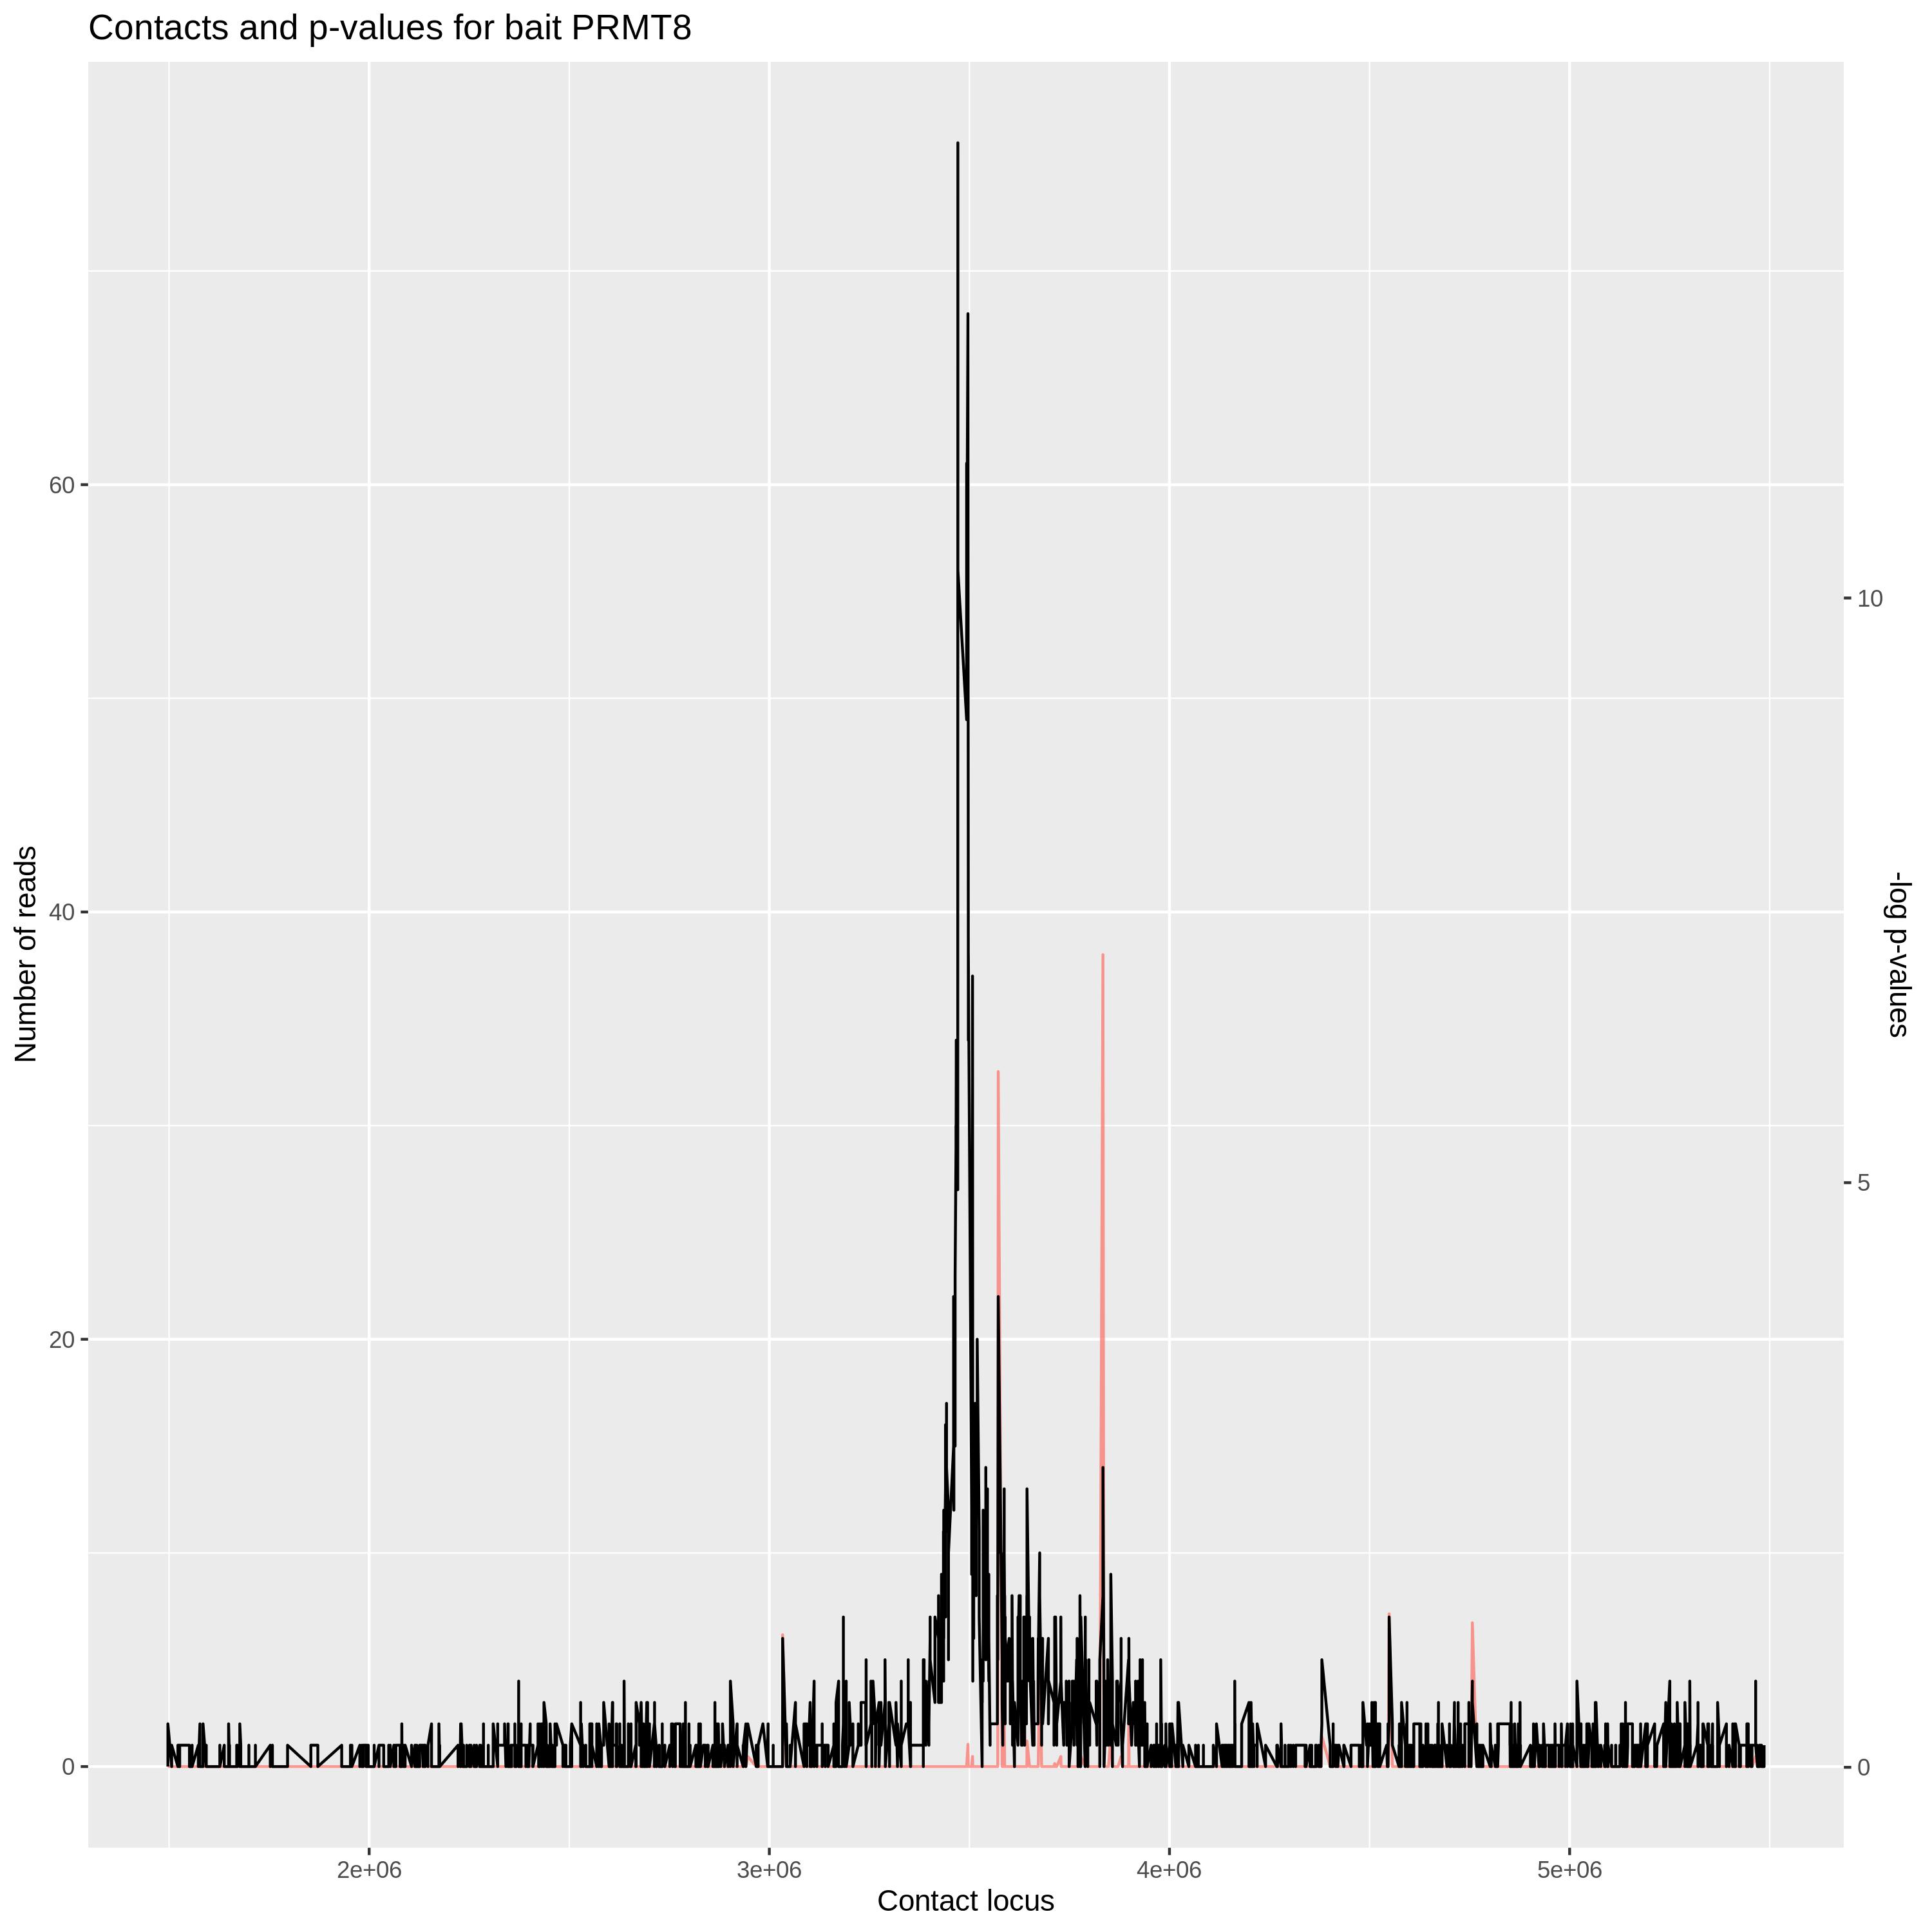 Contacts and p-values for bait PRMT8
60
40
20
0
Number of reads
10
5
0
-log p-values
2e+06 3e+06 4e+06 5e+06
Contact locus